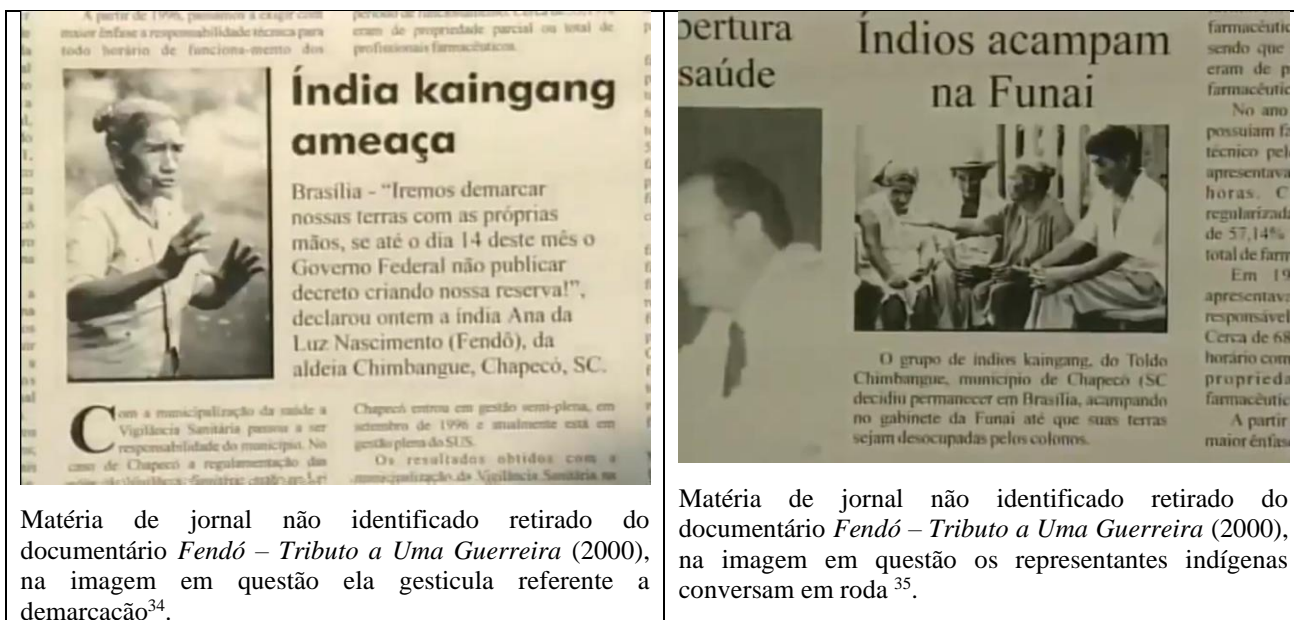 A partir de 1996, passamos a exigir com
maior ênfase a responsabilidade técnica para
todo horário de funciona-mento dos
eram de propriedade parcial ou total de
profissionais farmacêuticos.
Índia kaingang
ameaça
Brasília - “Iremos demarcar
nossas terras com as próprias
mãos, se até o dia 14 deste mês o
Governo Federal não publicar
decreto criando nossa reserva!”,
declarou ontem a índia Ana da
Luz Nascimento (Fendô), da
aldeia Chimbangue, Chapecó, SC.
Com a municipalização da saúde a
Vigilância Sanitária passou a ser
responsabilidade do município. No
caso de Chapecó a regulamentação das
Chapecó entrou em gestão semi-plena, em
setembro de 1996 e atualmente está em
gestão plena do SUS.
Os resultados obtidos com a
municipalização da Vigilância Sanitária na
Matéria de jornal não identificado retirado do
documentário Fendó – Tributo a Uma Guerreira (2000),
na imagem em questão ela gesticula referente a
demarcação34.
bertura
saúde
Índios acampam
na Funai
O grupo de índios kaingang, do Toldo
Chimbangue, município de Chapecó (SC
decidiu permanecer em Brasília, acampando
no gabinete da Funai até que suas terras
sejam desocupadas pelos colonos.
farmacêutic
sendo que
eram de p
farmacêutic
No ano
possuíam fa
técnico pel
apresentava
horas. C
regularizada
de 57,14%
total de farm
Em 19
apresentava
responsável
Cerca de 68
horário com
proprieda
farmacêutic
A partir
maior ênfase
Matéria de jornal não identificado retirado do
documentário Fendó – Tributo a Uma Guerreira (2000),
na imagem em questão os representantes indígenas
conversam em roda 35.